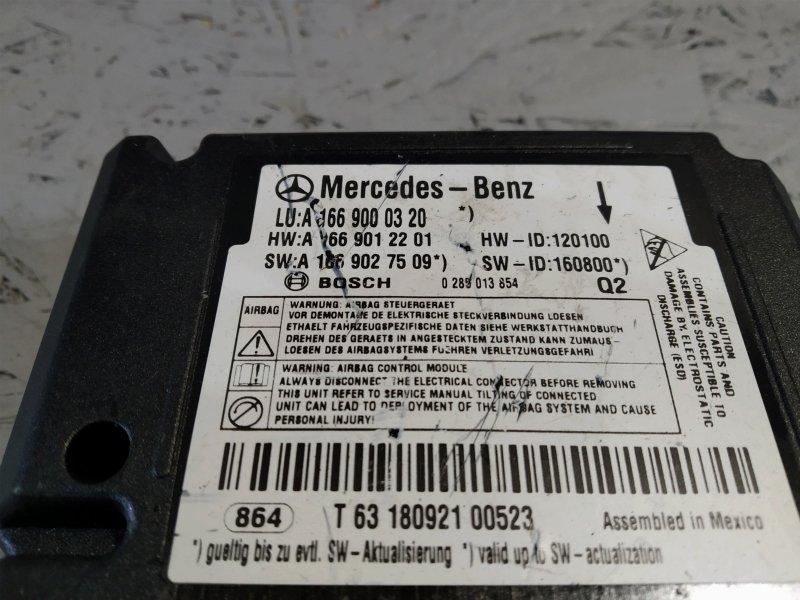 Mercedes-Benz
LU:A 166 900 03 20 *)
HW:A 166 901 22 01 HW-ID:120100
SW:A 166 902 75 09*) SW-ID:160800*)
BOSCH 0 285 013 854 Q2
AIRBAG
WARNUNG: AIRBAG STEUERGERAET
VOR DEMONTAGE DE ELEKTRISCHE STECKVERBINDUNG LOESEN
ETHAELT FAHRZEUGSPEZIFISCHE DATEN SIEHE WERKSTATTHANDBUCH
DREHEN DES GERAETS IN ANGESTECKTEM ZUSTAND KANN ZUMAUS-
LOESEN DES AIRBAGSYSTEMS FUEHREN VERLETZUNGSGEFAHR!
WARNING: AIRBAG CONTROL MODULE
ALWAYS DISCONNECT THE ELECTRICAL CONNECTOR BEFORE REMOVING
THIS UNIT REFER TO SERVICE MANUAL TILTING OF CONNECTED
UNIT CAN LEAD TO DEPLOYMENT OF THE AIRBAG SYSTEM AND CAUSE
PERSONAL INJURY!
CAUTION
CONTAINS PARTS AND
ASSEMBLIES SUSCEPTIBLE TO
DAMAGE BY ELECTROSTATIC
DISCHARGE (ESD)
864 T 63 180921 00523 Assembled in Mexico
*) gueltig bis zu evtl. SW-Aktualisierung *) valid up to SW-actualization